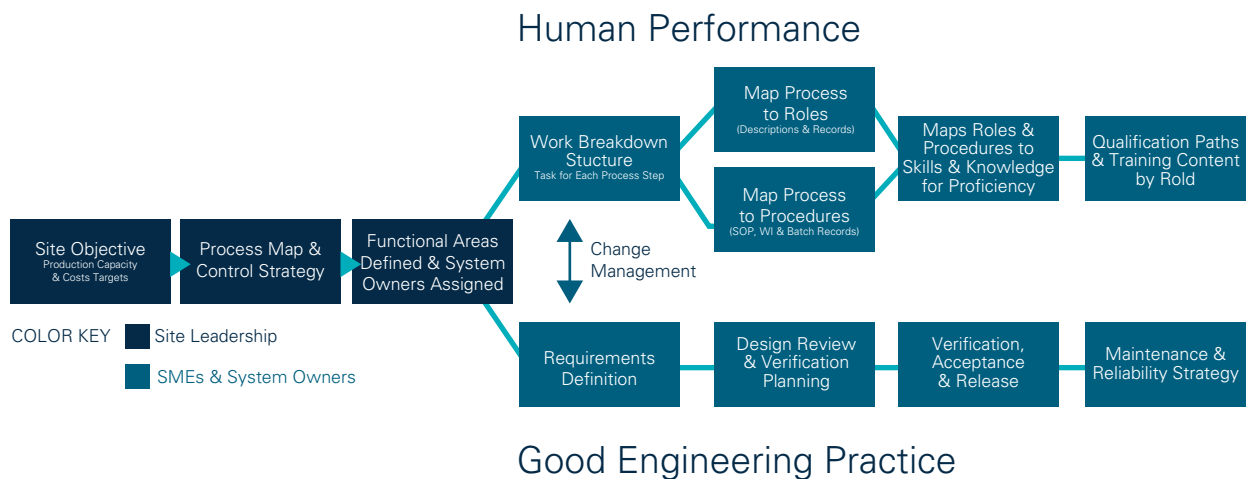 Human Performance
Work Breakdown
Stucture
Task for Each Process Step
Map Process
to Roles
(Descriptions & Records)
Map Process
to Procedures
(SOP, WI & Batch Records)
Maps Roles &
Procedures to
Skills & Knowledge
for Proficiency
Qualification Paths
& Training Content
by Rold
Site Objective
Production Capacity
& Costs Targets
Process Map &
Control Strategy
Functional Areas
Defined & System
Owners Assigned
Change
Management
COLOR KEY
Site Leadership
SMEs & System Owners
Requirements
Definition
Design Review
& Verification
Planning
Verification,
Acceptance
& Release
Maintenance &
Reliability Strategy
Good Engineering Practice